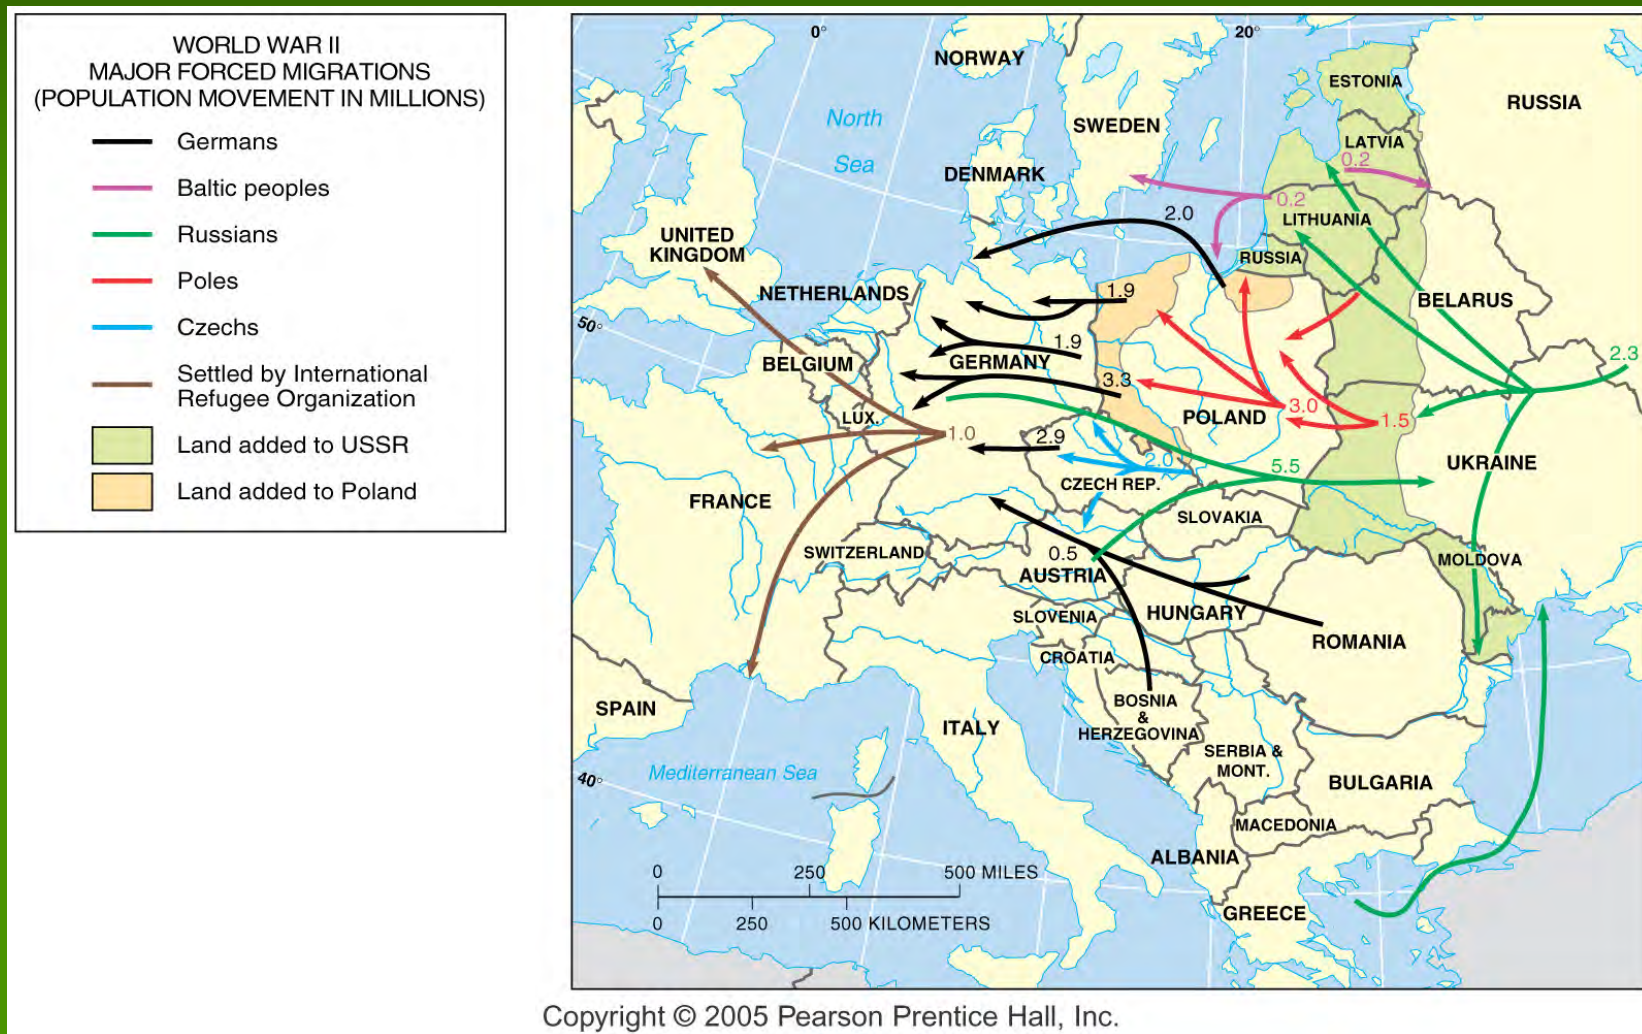 WORLD WAR II
MAJOR FORCED MIGRATIONS
(POPULATION MOVEMENT IN MILLIONS)
Germans
Baltic peoples
Russians
Poles
Czechs
Settled by International
Refugee Organization
Land added to USSR
Land added to Poland
0°
20°
NORWAY
ESTONIA
RUSSIA
North
Sea
SWEDEN
LATVIA
0.2
DENMARK
0.2
2.0
LITHUANIA
UNITED
KINGDOM
RUSSIA
NETHERLANDS
1.9
BELARUS
50°
1.9
2.3
BELGIUM
GERMANY
3.3
LUX.
POLAND
3.0
1.5
1.0
2.9
2.0
5.5
UKRAINE
CZECH REP.
FRANCE
SLOVAKIA
SWITZERLAND
0.5
AUSTRIA
MOLDOVA
SLOVENIA
HUNGARY
ROMANIA
CROATIA
SPAIN
BOSNIA
&
HERZEGOVINA
ITALY
SERBIA &
MONT.
Mediterranean Sea
40°
BULGARIA
MACEDONIA
ALBANIA
0 250 500 MILES
0 250 500 KILOMETERS
GREECE
Copyright © 2005 Pearson Prentice Hall, Inc.